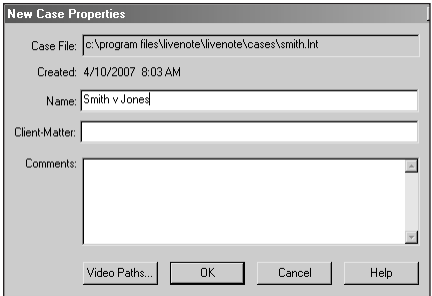 New Case Properties
Case File: c:\program files\livenote\livenote\cases\smith.lnt
Created: 4/10/2007 8:03 AM
Name: Smith v Jones
Client-Matter:
Comments:
Video Paths... OK Cancel Help